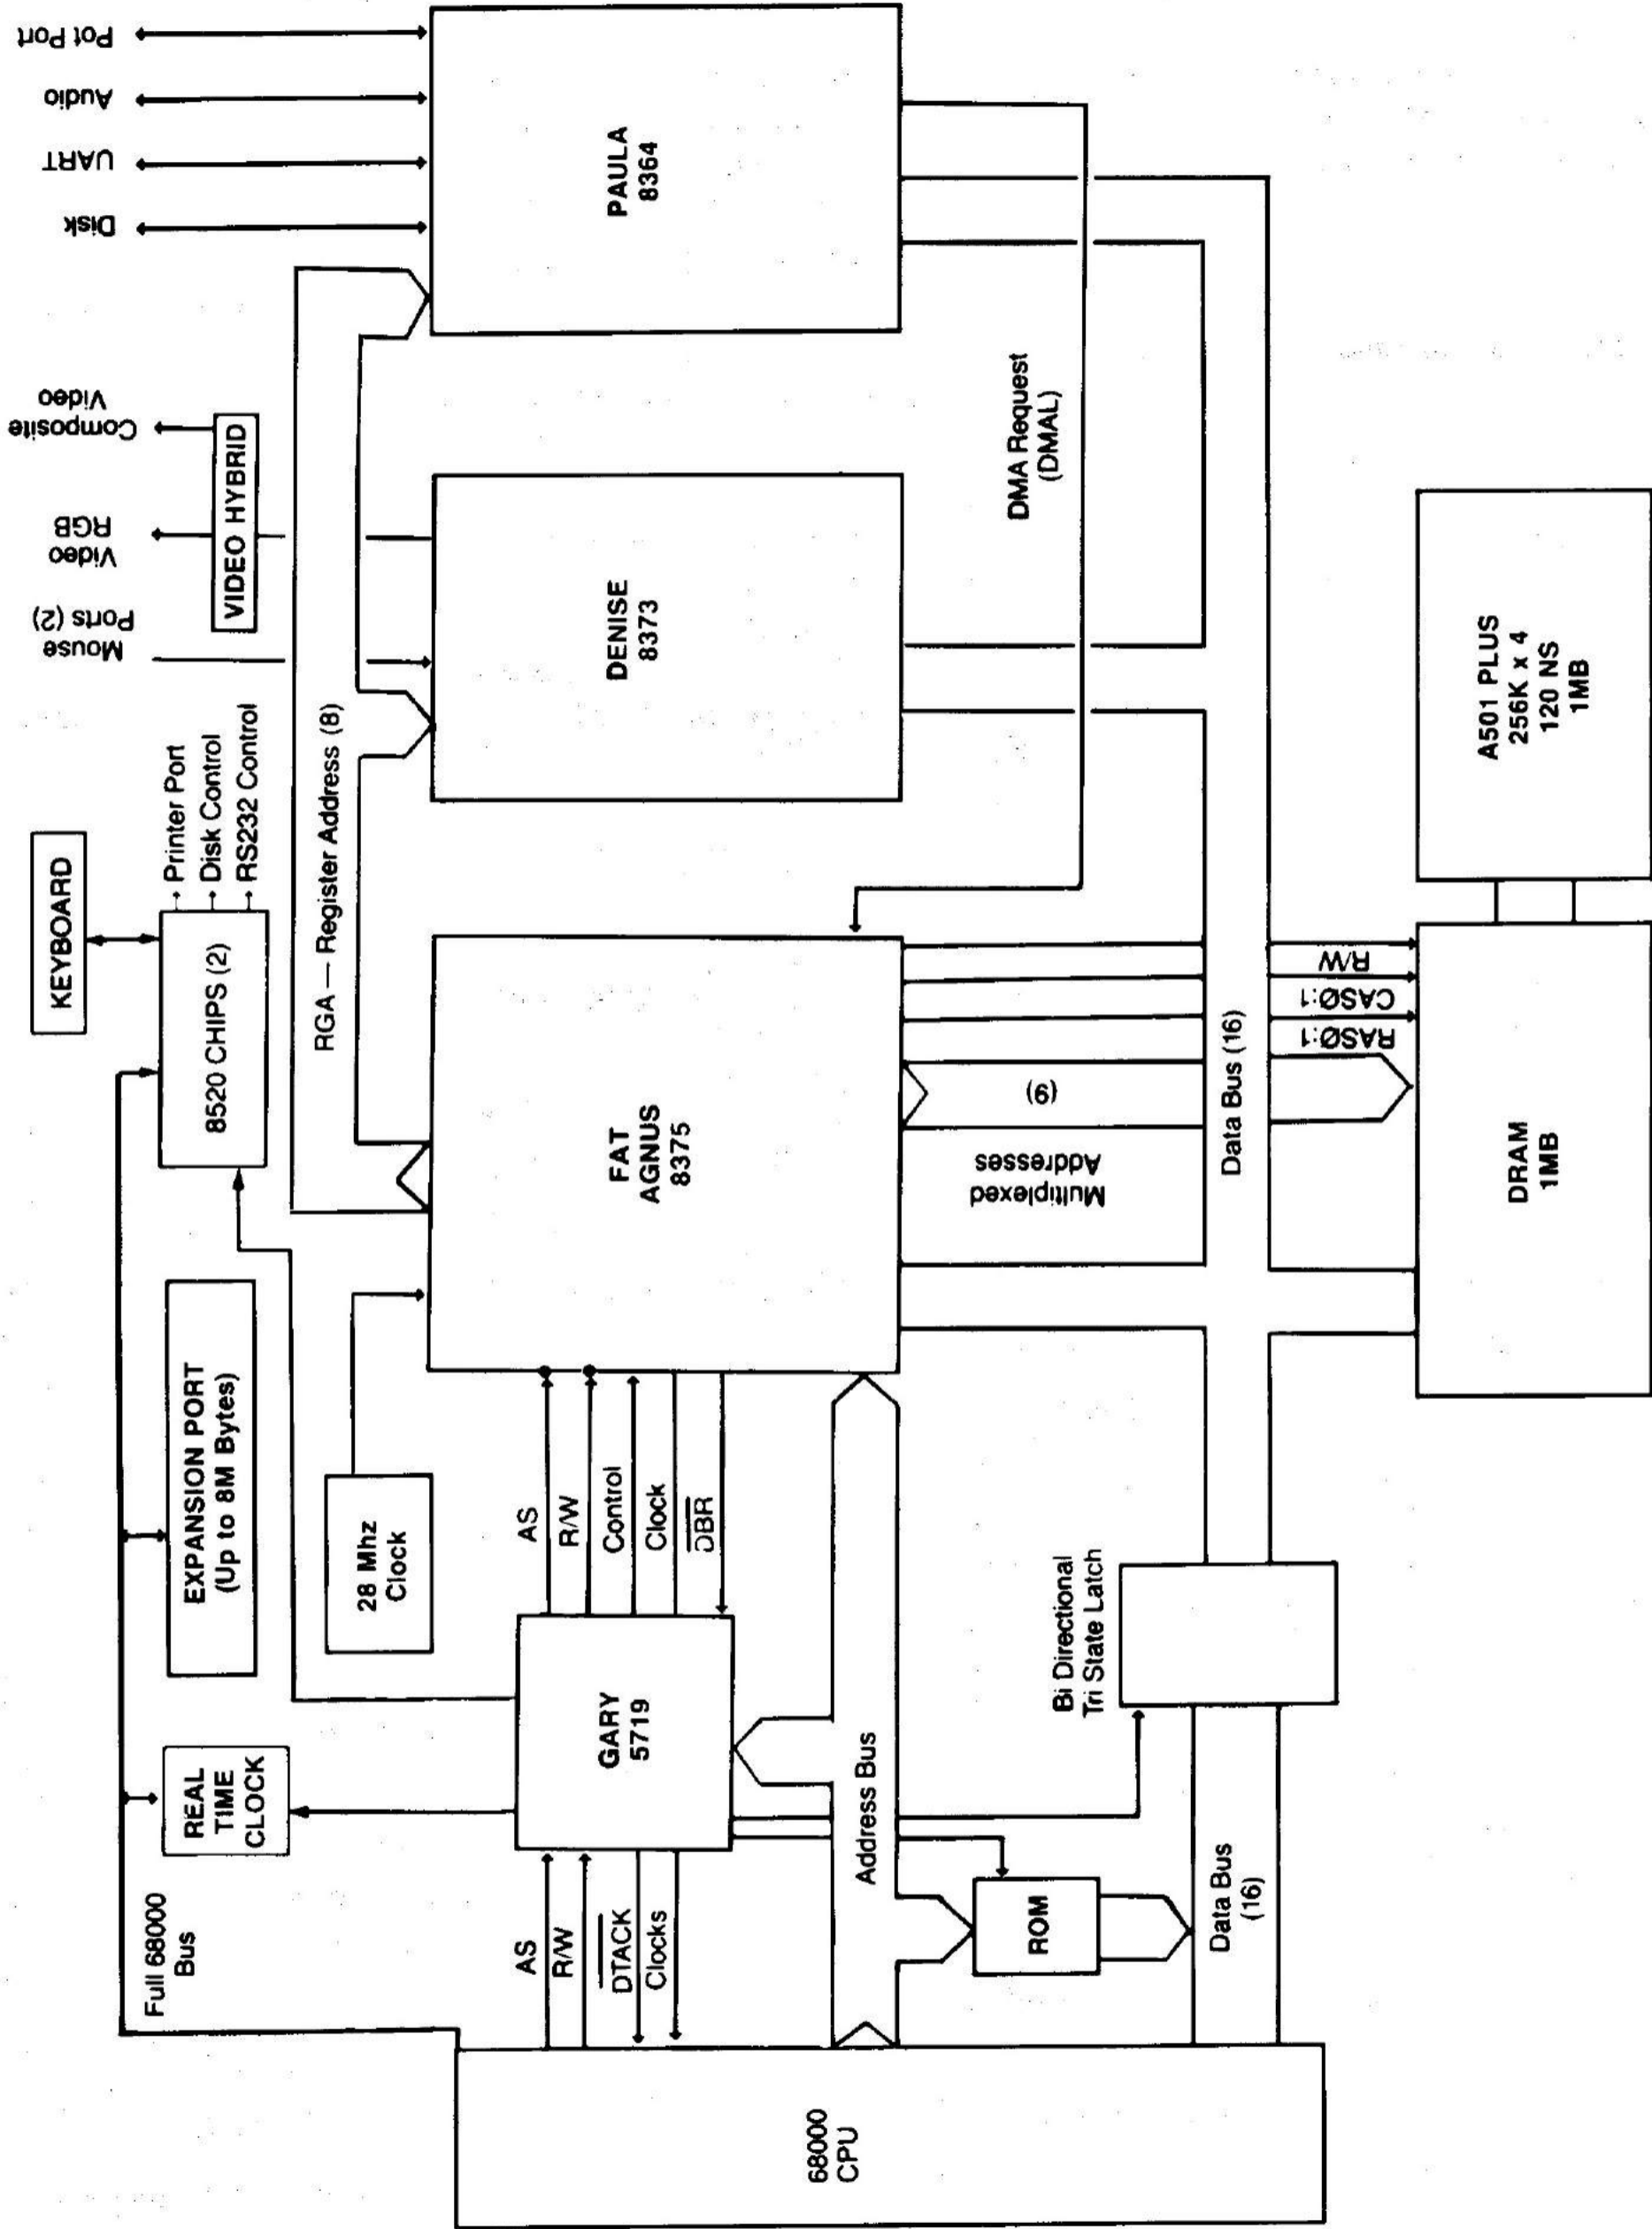 Full 68000
Bus
REAL
TIME
CLOCK
EXPANSION PORT
(Up to 8M Bytes)
KEYBOARD
8520 CHIPS (2)
Printer Port
Disk Control
RS232 Control
Mouse
Ports (2)
Video
RGB
Composite
Video
VIDEO HYBRID
Disk
UART
Audio
Pot Port
28 Mhz
Clock
RGA — Register Address (8)
68000
CPU
AS
R/W
DTACK
Clocks
GARY
5719
AS
R/W
Control
Clock
DBR
FAT
AGNUS
8375
DENISE
8373
PAULA
8364
Address Bus
ROM
Data Bus
(16)
Bi Directional
Tri State Latch
Multiplexed
Addresses
(9)
DMA Request
(DMAL)
Data Bus (16)
RASØ:1
CASØ:1
R/W
DRAM
1MB
A501 PLUS
256K x 4
120 NS
1MB